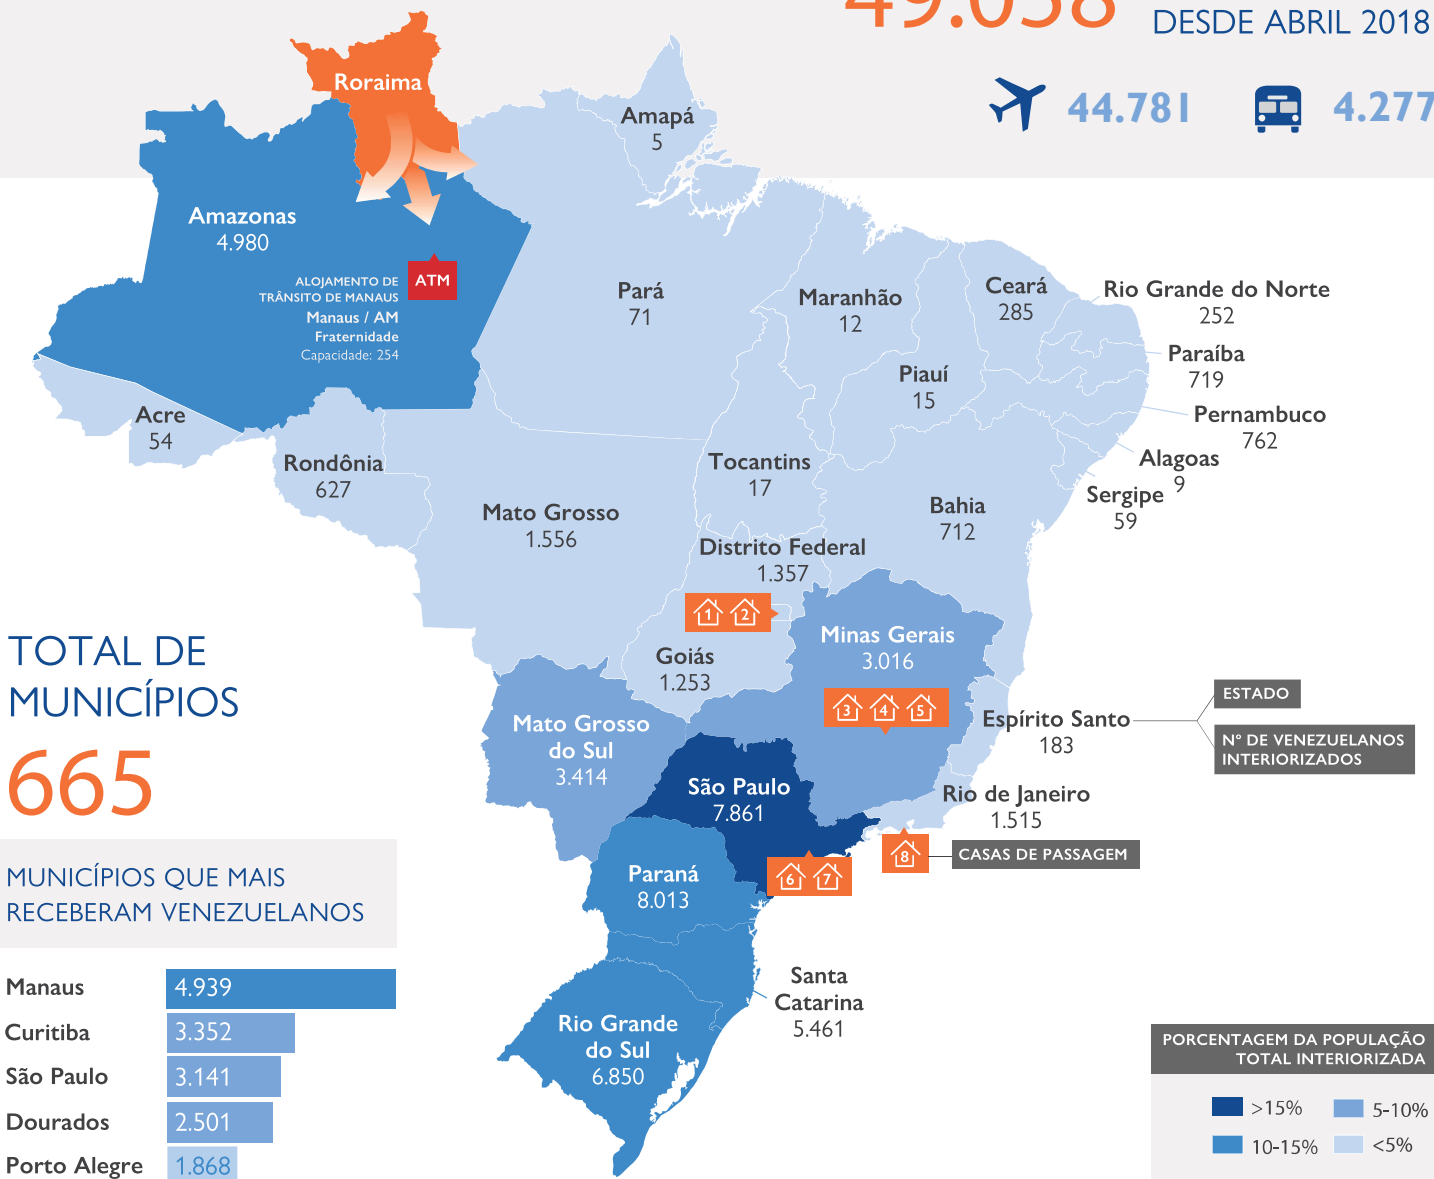 49.058
DESDE ABRIL 2018
44.781
4.277
Roraima
Amapá
5
Amazonas
4.980
ALOJAMENTO DE
TRÂNSITO DE MANAUS
Manaus / AM
Fraternidade
Capacidade: 254
ATM
Pará
71
Maranhão
12
Ceará
285
Rio Grande do Norte
252
Paraíba
719
Piauí
15
Pernambuco
762
Acre
54
Alagoas
9
Rondônia
627
Tocantins
17
Sergipe
59
Mato Grosso
1.556
Bahia
712
Distrito Federal
1.357
1
2
Goiás
1.253
Minas Gerais
3.016
3
4
5
TOTAL DE
MUNICÍPIOS
665
Mato Grosso
do Sul
3.414
Espírito Santo
183
ESTADO
Nº DE VENEZUELANOS
INTERIORIZADOS
São Paulo
7.861
Rio de Janeiro
1.515
8
CASAS DE PASSAGEM
6
7
Paraná
8.013
Santa
Catarina
5.461
Rio Grande
do Sul
6.850
MUNICÍPIOS QUE MAIS
RECEBERAM VENEZUELANOS
Manaus 4.939
Curitiba 3.352
São Paulo 3.141
Dourados 2.501
Porto Alegre 1.868
PORCENTAGEM DA POPULAÇÃO
TOTAL INTERIORIZADA
>15% 5-10%
10-15% <5%